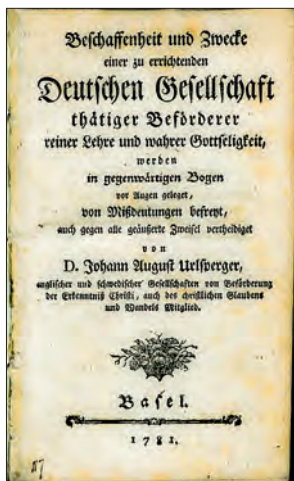 Beschaffenheit und Zwecke
einer zu errichtenden
Deutschen Gesellschaft
thätiger Beförderer
reiner Lehre und wahrer Gottseligkeit,
werden
in gegenwärtigen Bogen
vor Augen geleget,
von Mißdeutungen befreyt,
auch gegen alle geäußerte Zweifel vertheidiget
von
D. Johann August Urlsperger,
englischer und schwedischer Gesellschaften von Beförderung
der Erkenntniß Christi, auch des christlichen Glaubens
und Wandels Mitglied.
Basel.
1781.